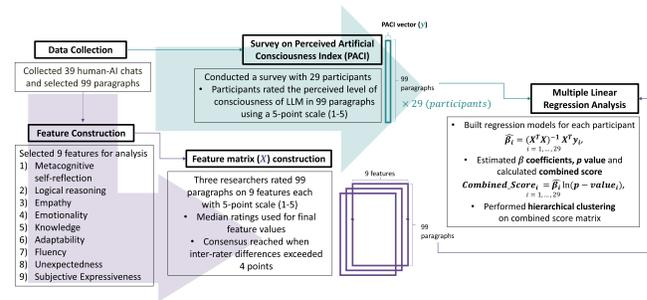 PACI vector (y)
Data Collection
Collected 39 human-AI chats
and selected 99 paragraphs
Survey on Perceived Artificial
Consciousness Index (PACI)
Conducted a survey with 29 participants
• Participants rated the perceived level of
consciousness of LLM in 99 paragraphs
using a 5-point scale (1-5)
99
paragraphs
× 29 (participants)
Multiple Linear
Regression Analysis
• Built regression models for each participant
β̂ᵢ = (XᵀX)⁻¹ Xᵀyᵢ,
i = 1, ... , 29
• Estimated β coefficients, p value and
calculated combined score
Combined_Scoreᵢ = β̂ᵢ ln(p − valueᵢ),
i = 1, ... , 29
• Performed hierarchical clustering
on combined score matrix
Feature Construction
Selected 9 features for analysis
1) Metacognitive
self-reflection
2) Logical reasoning
3) Empathy
4) Emotionality
5) Knowledge
6) Adaptability
7) Fluency
8) Unexpectedness
9) Subjective Expressiveness
Feature matrix (X) construction
Three researchers rated 99
paragraphs on 9 features each
with 5-point scale (1-5)
• Median ratings used for final
feature values
• Consensus reached when
inter-rater differences exceeded
4 points
9 features
99
paragraphs